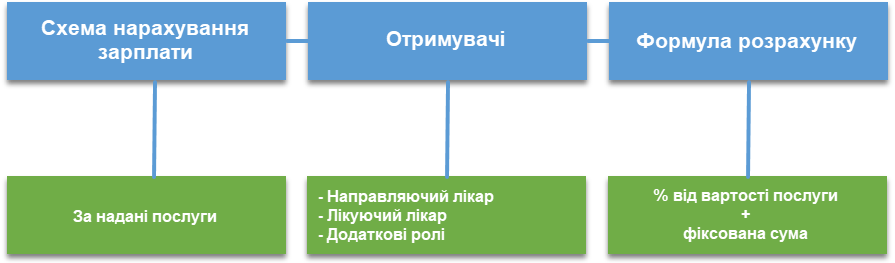 Схема нарахування
зарплати
Отримувачі
Формула розрахунку
За надані послуги
- Направляючий лікар
- Лікуючий лікар
- Додаткові ролі
% від вартості послуги
+
фіксована сума